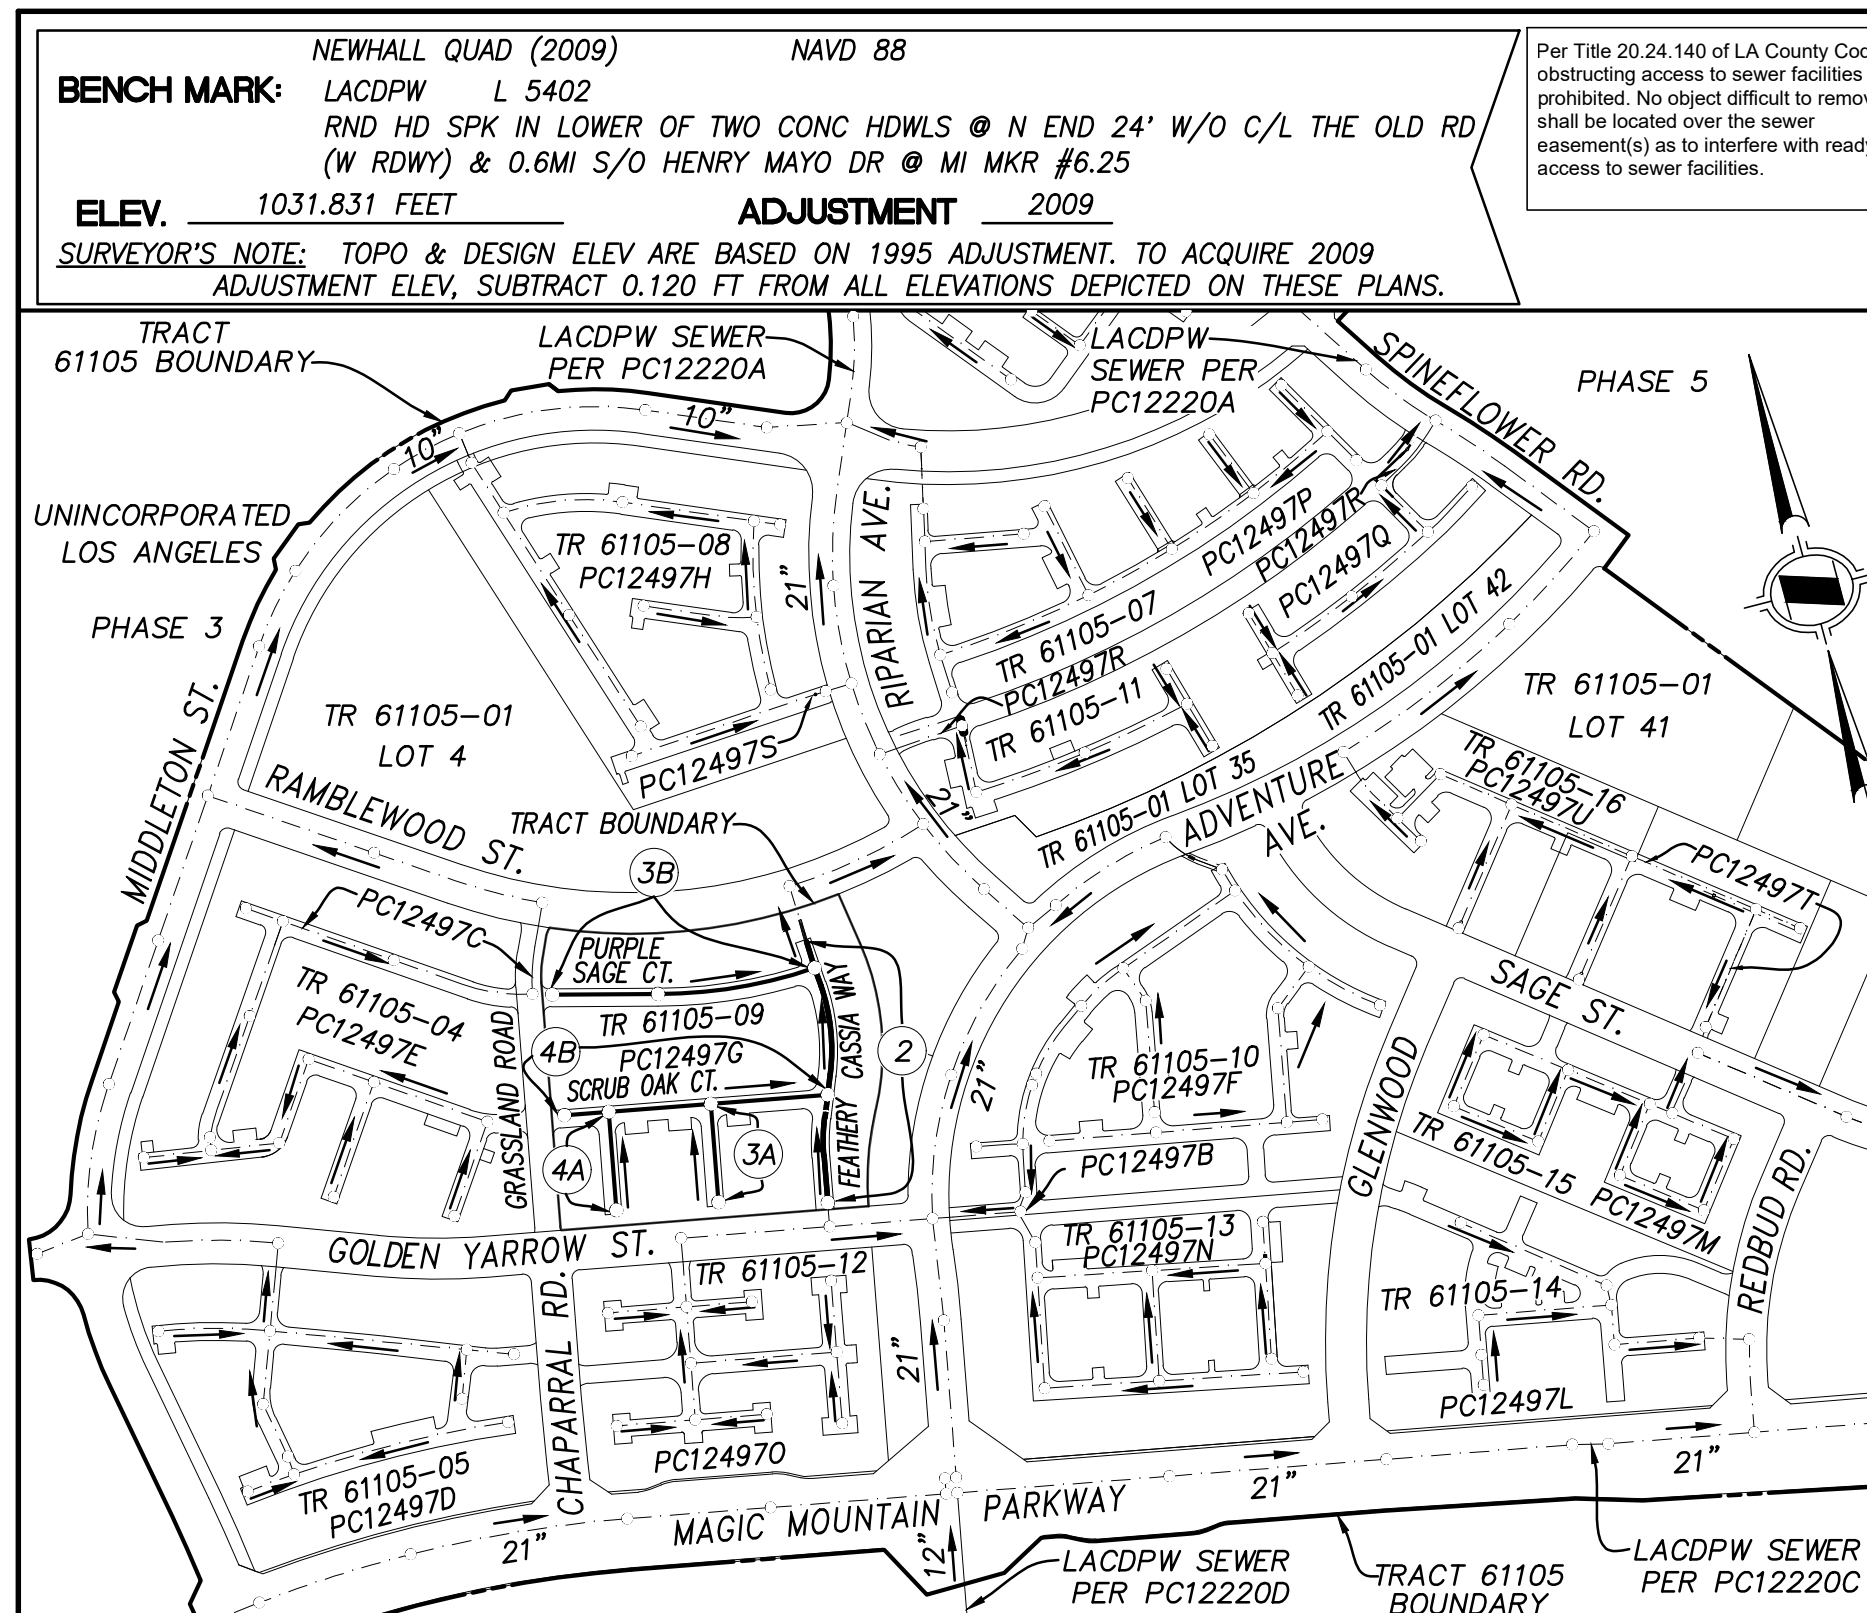 NEWHALL QUAD (2009) NAVD 88
BENCH MARK: LACDPW L 5402
RND HD SPK IN LOWER OF TWO CONC HDWLS @ N END 24' W/O C/L THE OLD RD
(W RDWY) & 0.6MI S/O HENRY MAYO DR @ MI MKR #6.25
ELEV. 1031.831 FEET ADJUSTMENT 2009
SURVEYOR'S NOTE: TOPO & DESIGN ELEV ARE BASED ON 1995 ADJUSTMENT. TO ACQUIRE 2009
ADJUSTMENT ELEV, SUBTRACT 0.120 FT FROM ALL ELEVATIONS DEPICTED ON THESE PLANS.
Per Title 20.24.140 of LA County
obstructing access to sewer facilities
prohibited. No object difficult to
shall be located over the sewer
easement(s) as to interfere with ready
access to sewer facilities.
TRACT
61105 BOUNDARY
LACDPW SEWER
PER PC12220A
LACDPW
SEWER PER
PC12220A
SPINEFLOWER RD.
PHASE 5
10"
10"
UNINCORPORATED
LOS ANGELES
PHASE 3
TR 61105-08
PC12497H
21"
RIPARIAN AVE.
PC12497P
PC12497R
PC12497Q
TR 61105-07
PC12497R
TR 61105-11
TR 61105-01 LOT 42
TR 61105-01
LOT 41
MIDDLETON ST.
TR 61105-01
LOT 4
PC12497S
RAMBLEWOOD ST.
TRACT BOUNDARY
21"
TR 61105-01 LOT 35
ADVENTURE
AVE.
TR 61105-16
PC12497U
PC12497T
3B
PC12497C
PURPLE
SAGE CT.
TR 61105-04
PC12497E
GRASSLAND ROAD
TR 61105-09
PC12497G
4B
SCRUB OAK CT.
FEATHERY CASSIA WAY
2
4A
3A
21"
TR 61105-10
PC12497F
PC12497B
GLENWOOD
SAGE ST.
TR 61105-15
PC12497M
REDBUD RD.
GOLDEN YARROW ST.
TR 61105-12
TR 61105-13
PC12497N
TR 61105-14
CHAPARRAL RD.
21"
PC12497O
PC12497L
TR 61105-05
PC12497D
21"
MAGIC MOUNTAIN PARKWAY
21"
21"
12"
LACDPW SEWER
PER PC12220D
TRACT 61105
BOUNDARY
LACDPW SEWER
PER PC12220C